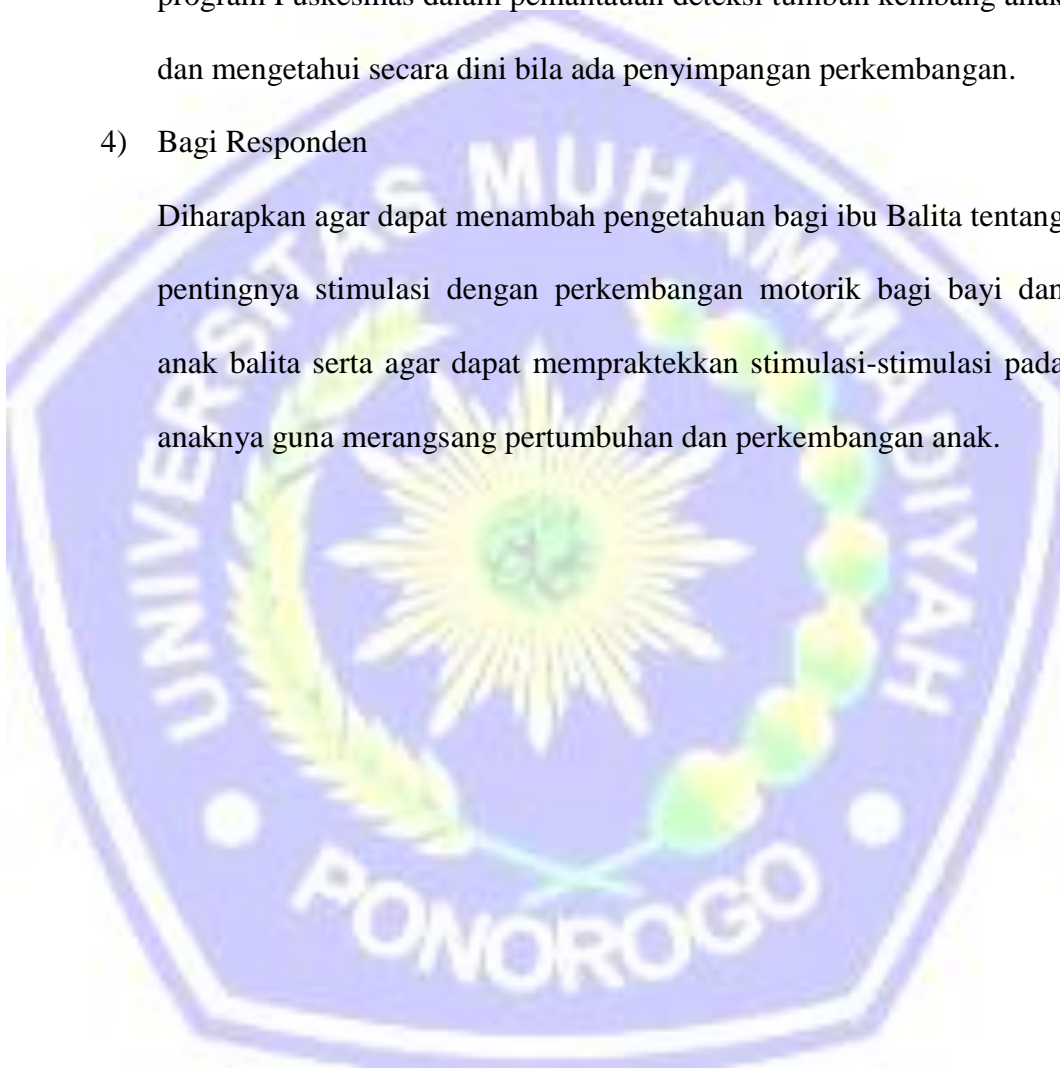 program Puskesmas dalam pemantauan deteksi tumbuh kembang anak
dan mengetahui secara dini bila ada penyimpangan perkembangan.
4) Bagi Responden
Diharapkan agar dapat menambah pengetahuan bagi ibu Balita tentang
pentingnya stimulasi dengan perkembangan motorik bagi bayi dan
anak balita serta agar dapat mempraktekkan stimulasi-stimulasi pada
anaknya guna merangsang pertumbuhan dan perkembangan anak.
UNIVERSITAS MUHAMMADIYAH
PONOROGO